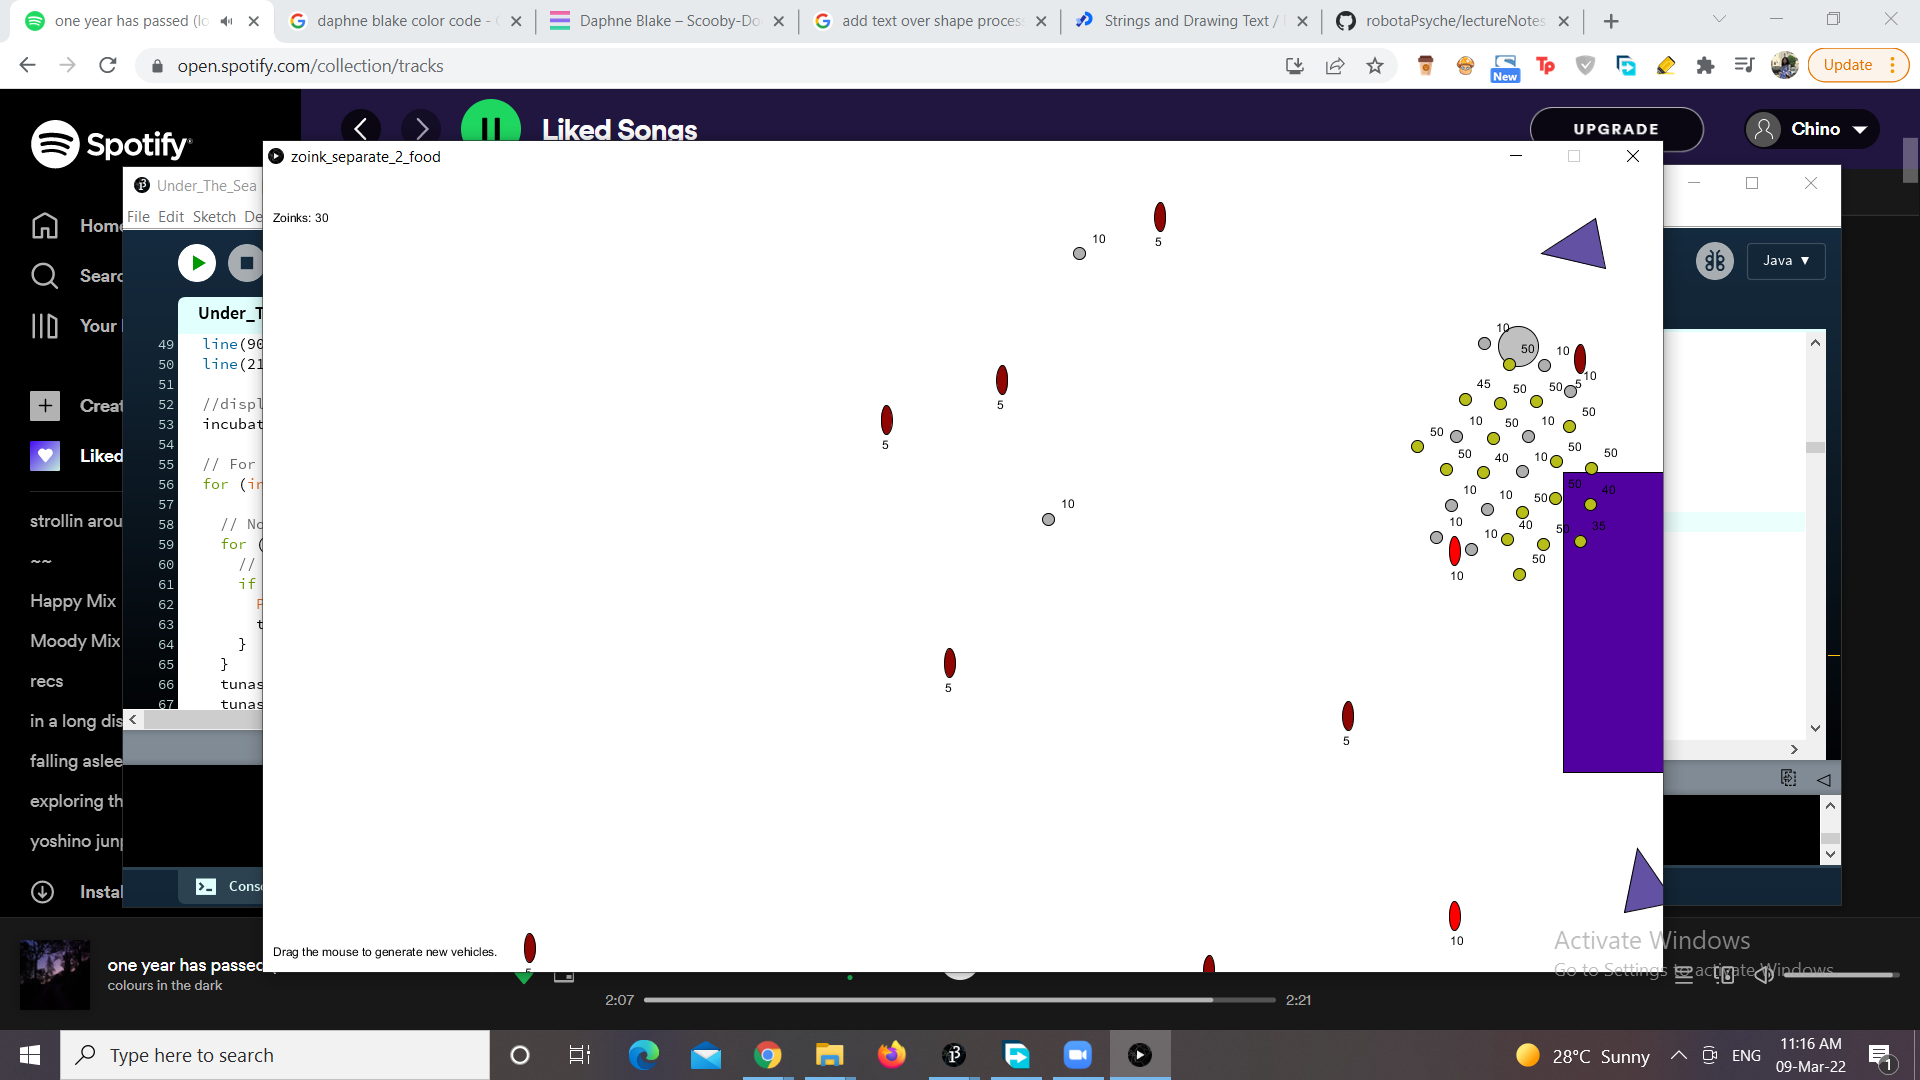 one year has passed (lo
daphne blake color code - G
Daphne Blake – Scooby-Do
add text over shape process
Strings and Drawing Text /
robotaPsyche/lectureNotes
open.spotify.com/collection/tracks
New
Tp
Update
Spotify
Liked Songs
UPGRADE
Chino
zoink_separate_2_food
Under_The_Sea
File Edit Sketch De
Home
Searc
Your
Creat
Liked
strollin arou
~~
Happy Mix
Moody Mix
recs
in a long dis
falling aslee
exploring th
yoshino junp
Instal
Java ▼
Under_T
49 line(90
50 line(21
51
52 //displ
53 incubat
54
55 // For
56 for (in
57
58 // No
59 for (
60 //
61 if
62 P
63 t
64 }
65 }
66 tunas
67 tunas
Conso
Zoinks: 30
5
10
5
5
10
5
5
10
50
10
10
5
45
50
50
50
10
50
10
50
50
50
40
10
50
50
10
10
50
50
40
10
10
40
50
35
50
10
10
5
Drag the mouse to generate new vehicles.
Activate Windows
Go to Settings to activate Windows.
one year has passed
colours in the dark
2:07
2:21
Type here to search
28°C Sunny
ENG
11:16 AM
09-Mar-22
1